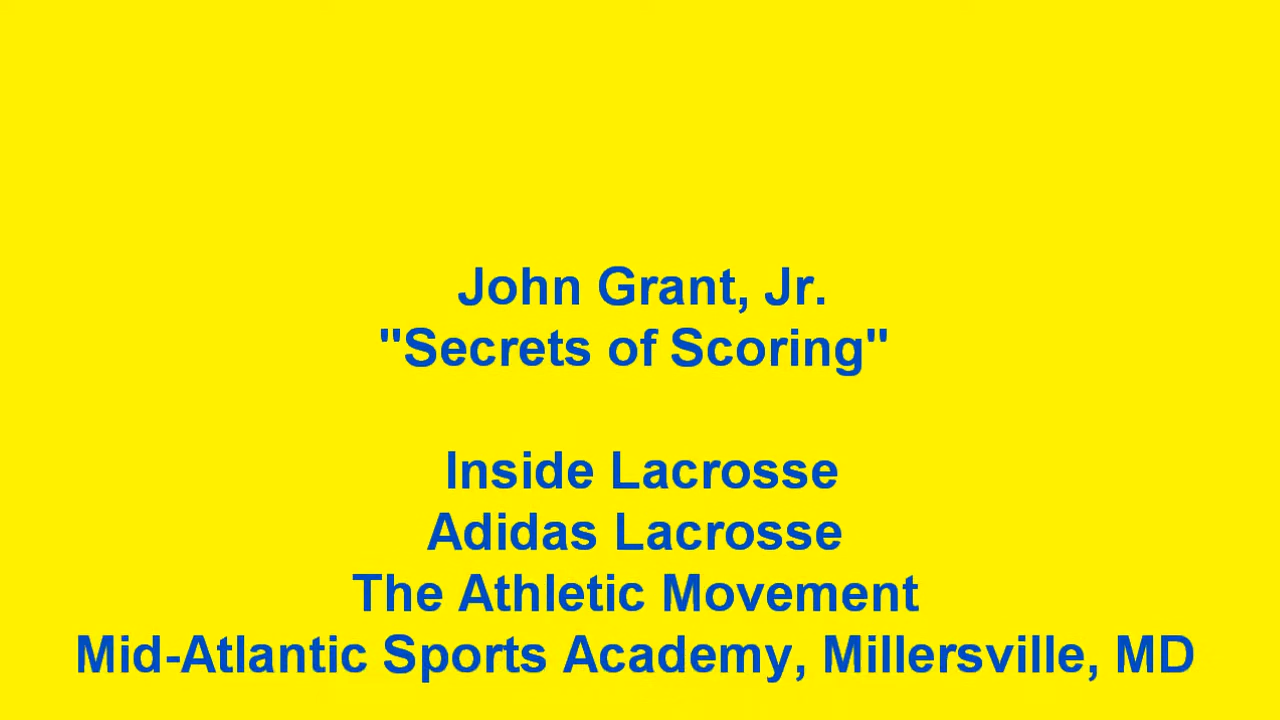 John Grant, Jr.
"Secrets of Scoring"
Inside Lacrosse
Adidas Lacrosse
The Athletic Movement
Mid-Atlantic Sports Academy, Millersville, MD